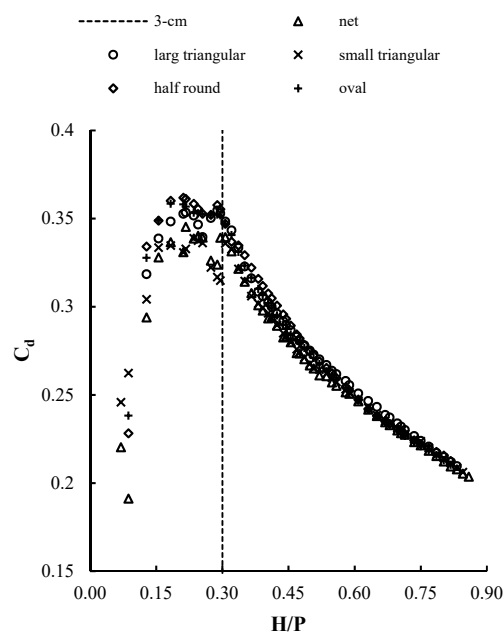 3-cm net
larg triangular small triangular
half round oval
0.4
0.35
0.3
0.25
0.2
0.15
C_d
0.00 0.15 0.30 0.45 0.60 0.75 0.90
H/P